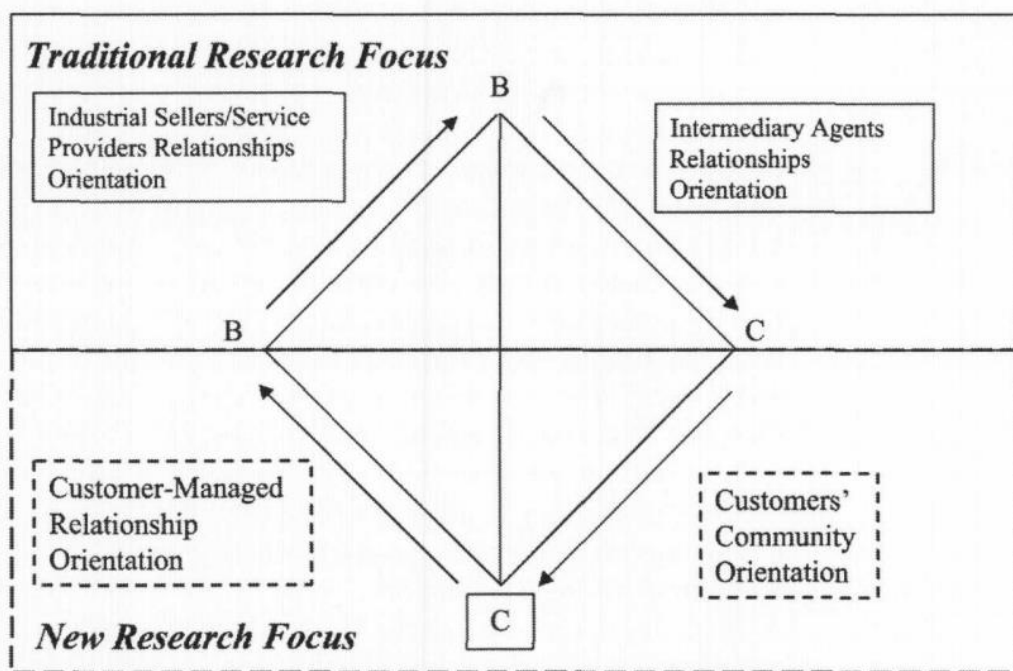 Traditional Research Focus
B
Industrial Sellers/Service
Providers Relationships
Orientation
Intermediary Agents
Relationships
Orientation
B
C
Customer-Managed
Relationship
Orientation
Customers’
Community
Orientation
C
New Research Focus